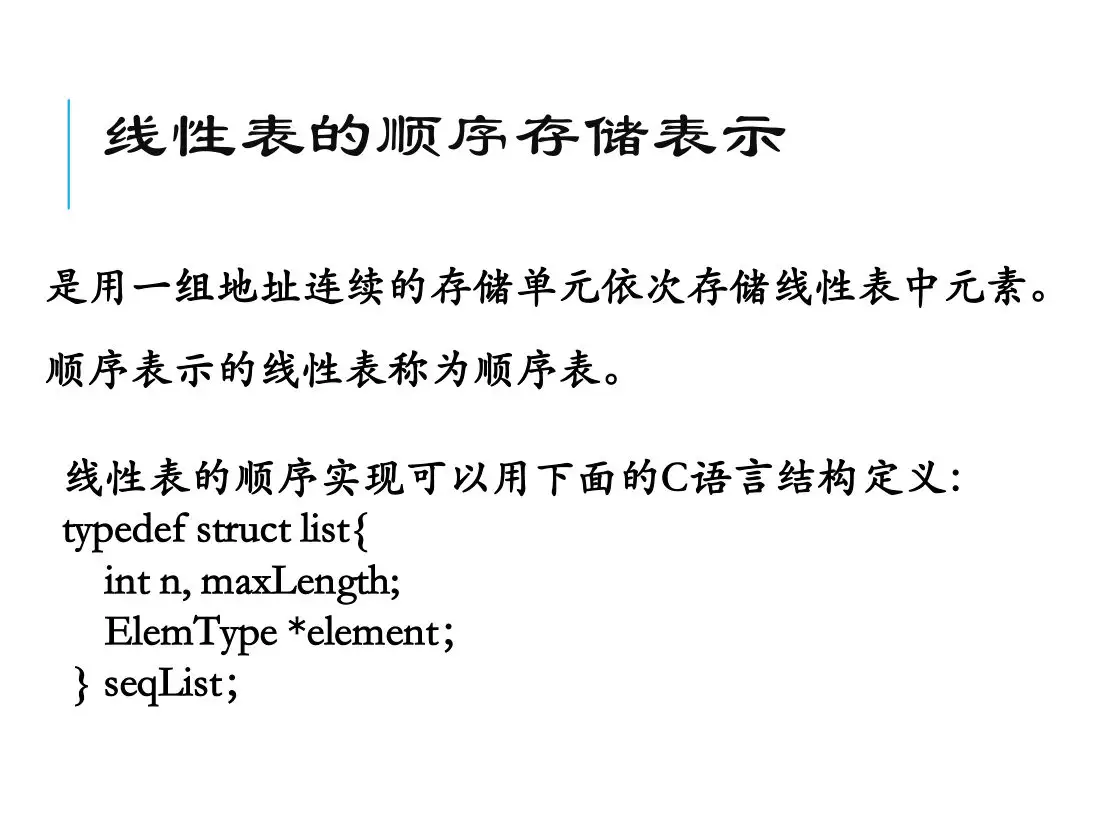 线性表的顺序存储表示
是用一组地址连续的存储单元依次存储线性表中元素。
顺序表示的线性表称为顺序表。
线性表的顺序实现可以用下面的C语言结构定义：
typedef struct list{
int n, maxLength;
ElemType *element；
} seqList；